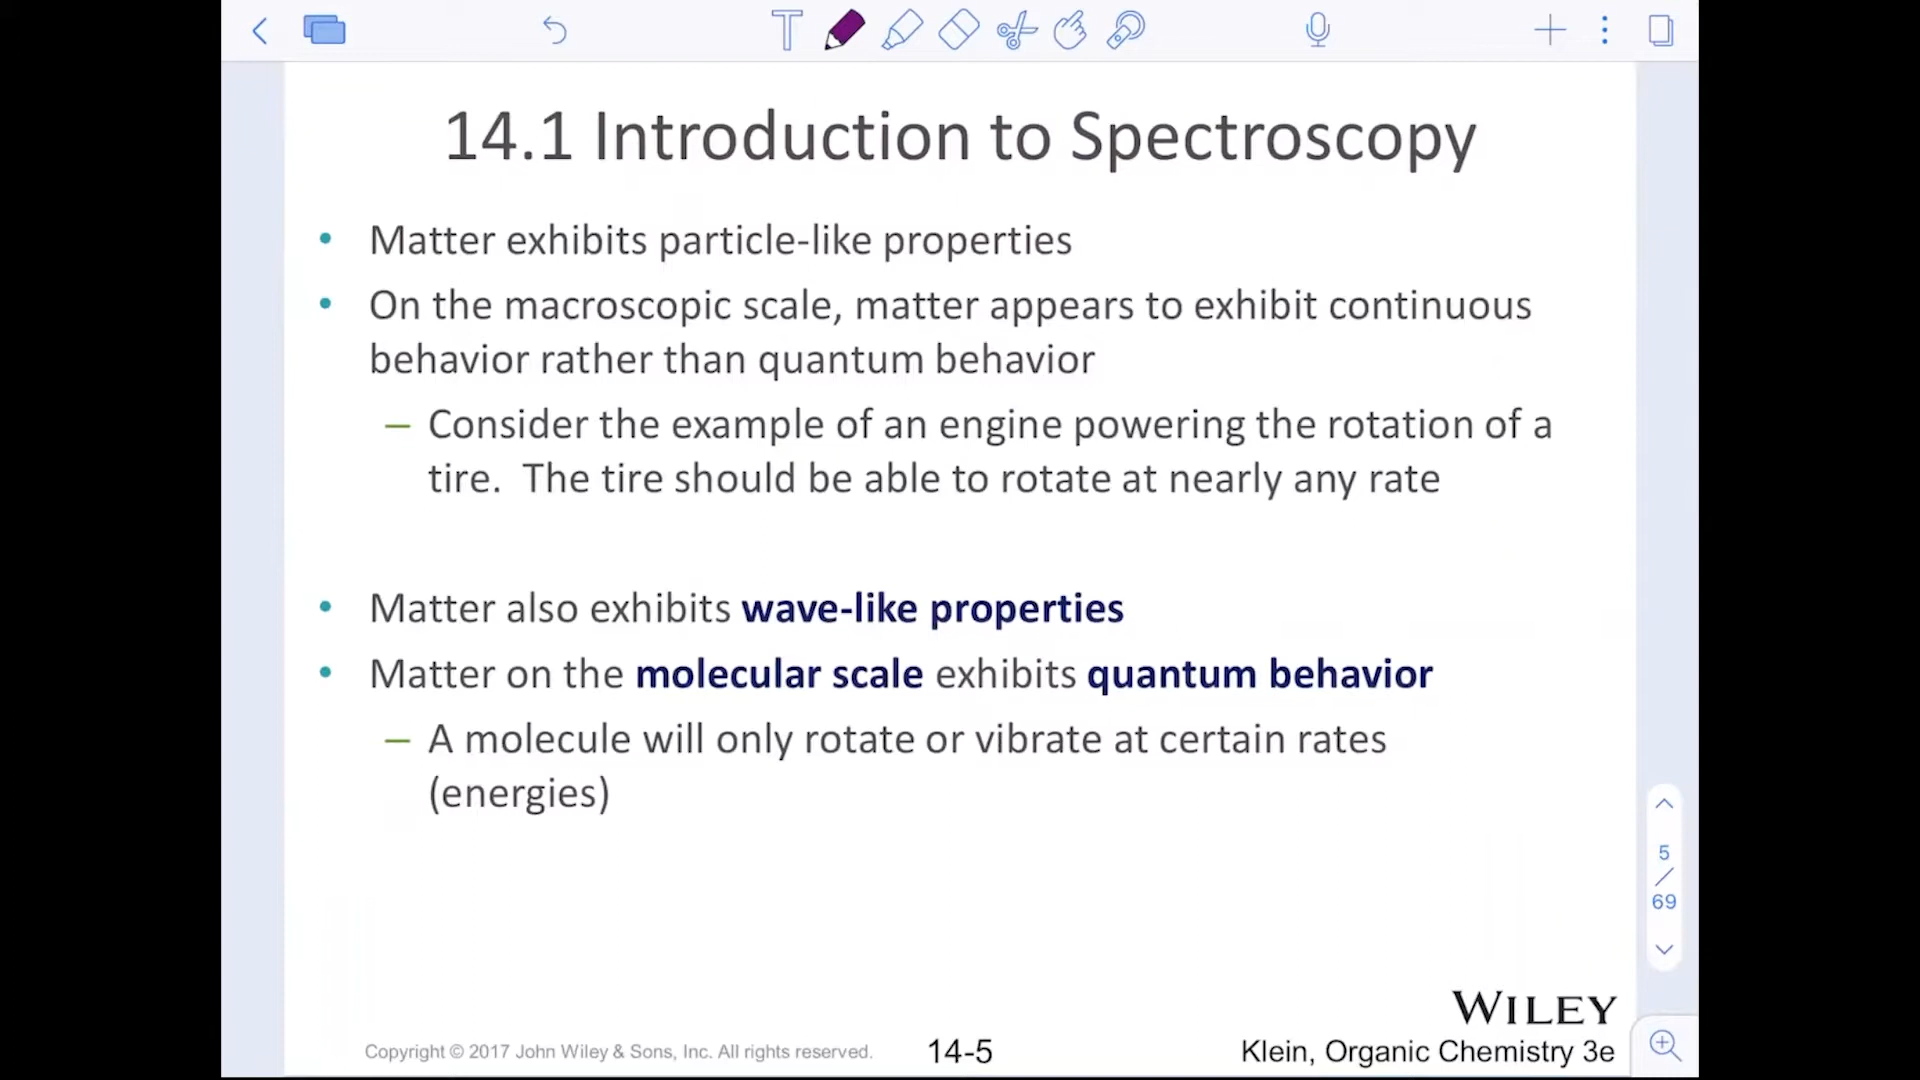 14.1 Introduction to Spectroscopy
• Matter exhibits particle-like properties
• On the macroscopic scale, matter appears to exhibit continuous
behavior rather than quantum behavior
– Consider the example of an engine powering the rotation of a
tire.  The tire should be able to rotate at nearly any rate
• Matter also exhibits wave-like properties
• Matter on the molecular scale exhibits quantum behavior
– A molecule will only rotate or vibrate at certain rates
(energies)
5
/
69
WILEY
Copyright © 2017 John Wiley & Sons, Inc. All rights reserved.
14-5
Klein, Organic Chemistry 3e